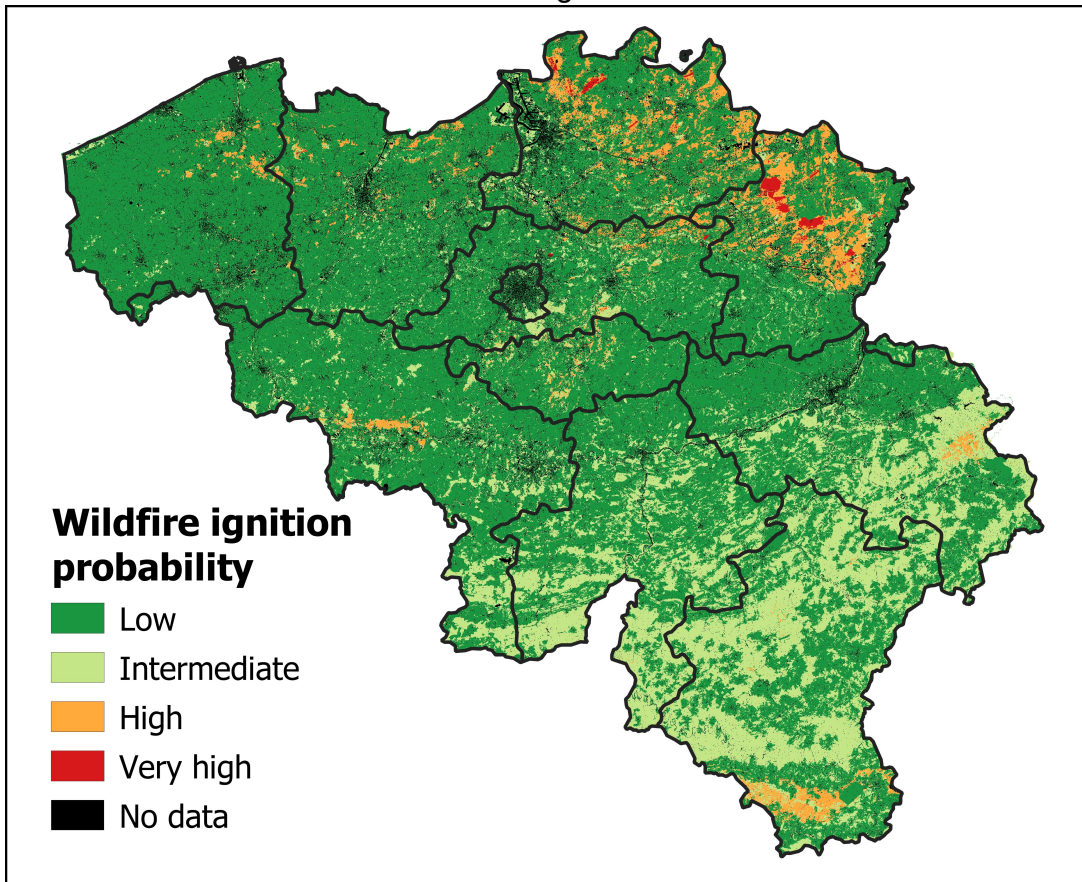 Wildfire ignition
probability
Low
Intermediate
High
Very high
No data